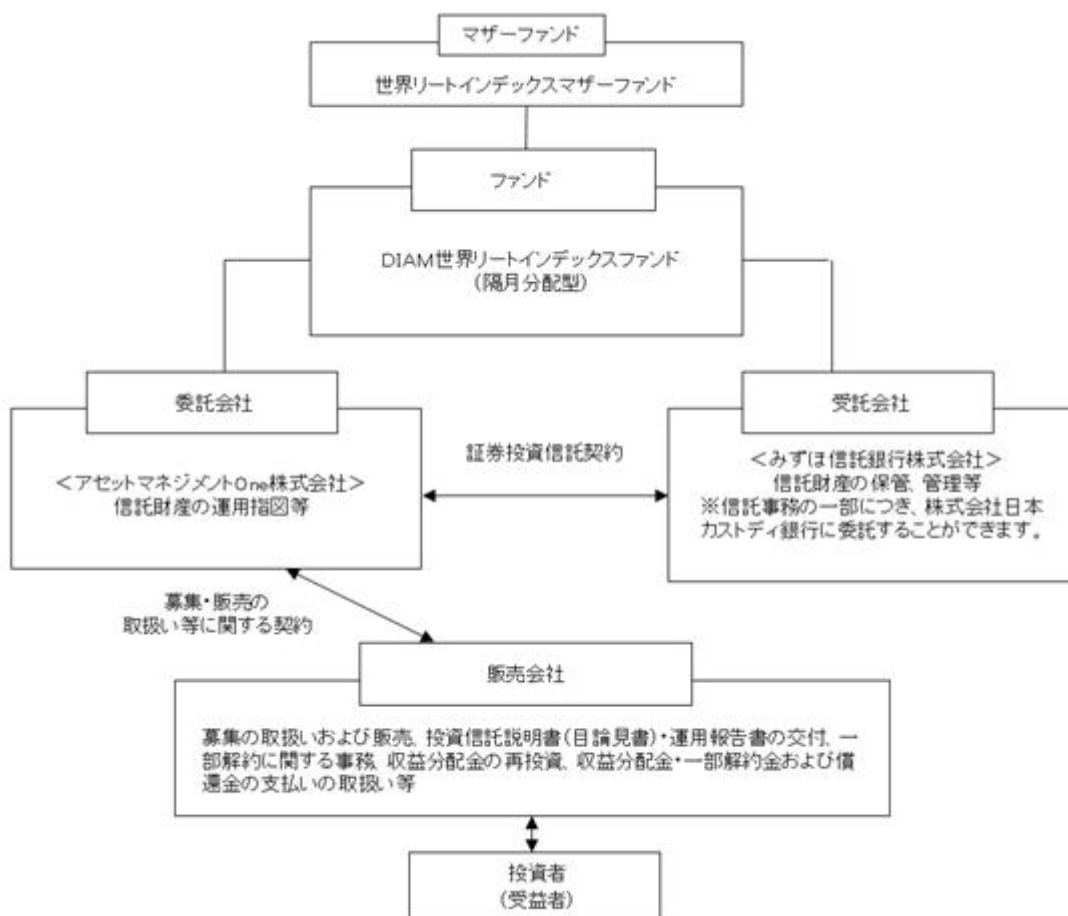 マザーファンド
世界リートインデックスマザーファンド
ファンド
DIAM世界リートインデックスファンド
(隔月分配型)
委託会社
<アセットマネジメントOne株式会社>
信託財産の運用指図等
証券投資信託契約
受託会社
<みずほ信託銀行株式会社>
信託財産の保管、管理等
※信託事務の一部につき、株式会社日本
カストディ銀行に委託することができます。
募集・販売の
取扱い等に関する契約
販売会社
募集の取扱いおよび販売、投資信託説明書(目論見書)・運用報告書の交付、一
部解約に関する事務、収益分配金の再投資、収益分配金・一部解約金および償
還金の支払いの取扱い等
投資者
(受益者)